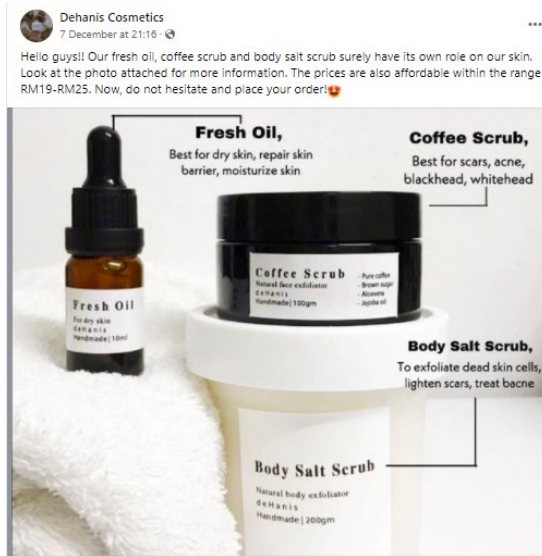 Dehanis Cosmetics
7 December at 21:16 ·
Hello guys!! Our fresh oil, coffee scrub and body salt scrub surely have its own role on our skin.
Look at the photo attached for more information. The prices are also affordable within the range
RM19-RM25. Now, do not hesitate and place your order!😍
Fresh Oil,
Best for dry skin, repair skin
barrier, moisturize skin
Coffee Scrub,
Best for scars, acne,
blackhead, whitehead
Coffee Scrub
Natural face exfoliator
deHanis
Handmade| 100gm
- Pure coffee
- Brown sugar
- Aloevera
- Jojoba oil
Fresh Oil
For dry skin
deHanis
Handmade| 10ml
Body Salt Scrub,
To exfoliate dead skin cells,
lighten scars, treat bacne
Body Salt Scrub
Natural body exfoliator
deHanis
Handmade | 200gm